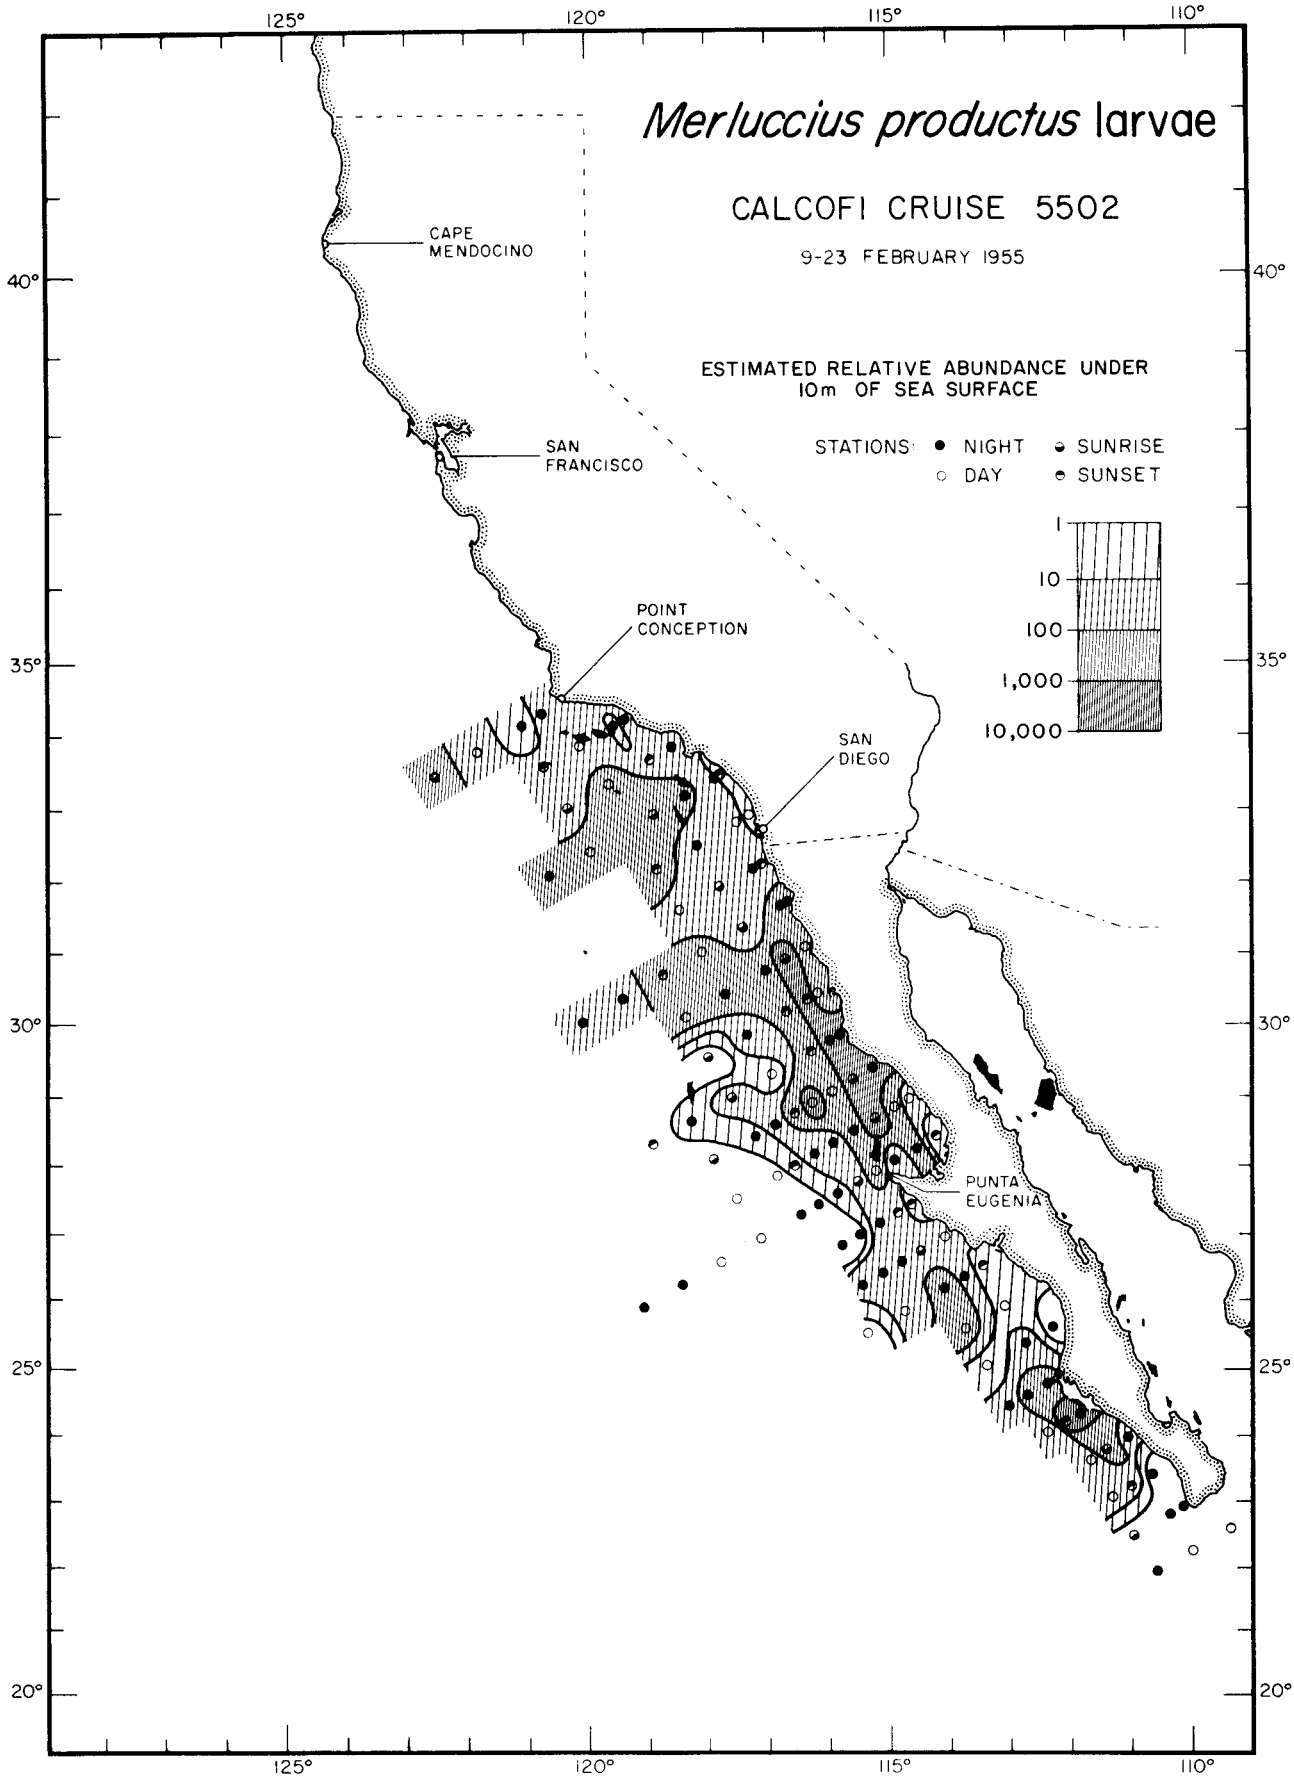 125° 120° 115° 110°
Merluccius productus larvae
CALCOFI CRUISE 5502
9-23 FEBRUARY 1955
CAPE
MENDOCINO
40° 40°
ESTIMATED RELATIVE ABUNDANCE UNDER
10m OF SEA SURFACE
STATIONS: NIGHT SUNRISE
DAY SUNSET
SAN
FRANCISCO
1
10
100
1,000
10,000
POINT
CONCEPTION
35° 35°
SAN
DIEGO
30° 30°
PUNTA
EUGENIA
25° 25°
20° 20°
125° 120° 115° 110°